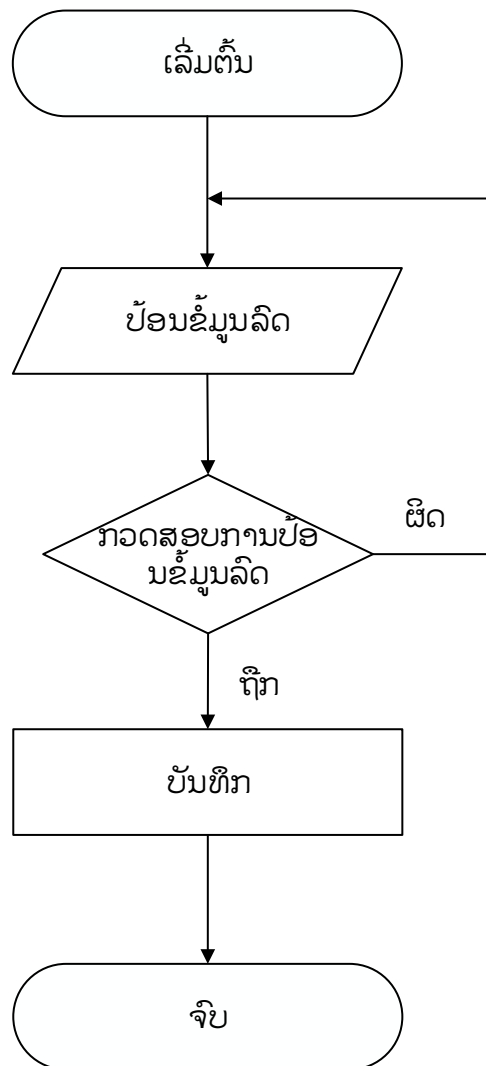 ເລີ່ມຕົ້ນ
ປ້ອນຂໍ້ມູນລົດ
ກວດສອບການປ້ອ
ນຂໍ້ມູນລົດ
ຜິດ
ຖືກ
ບັນທຶກ
ຈົບ